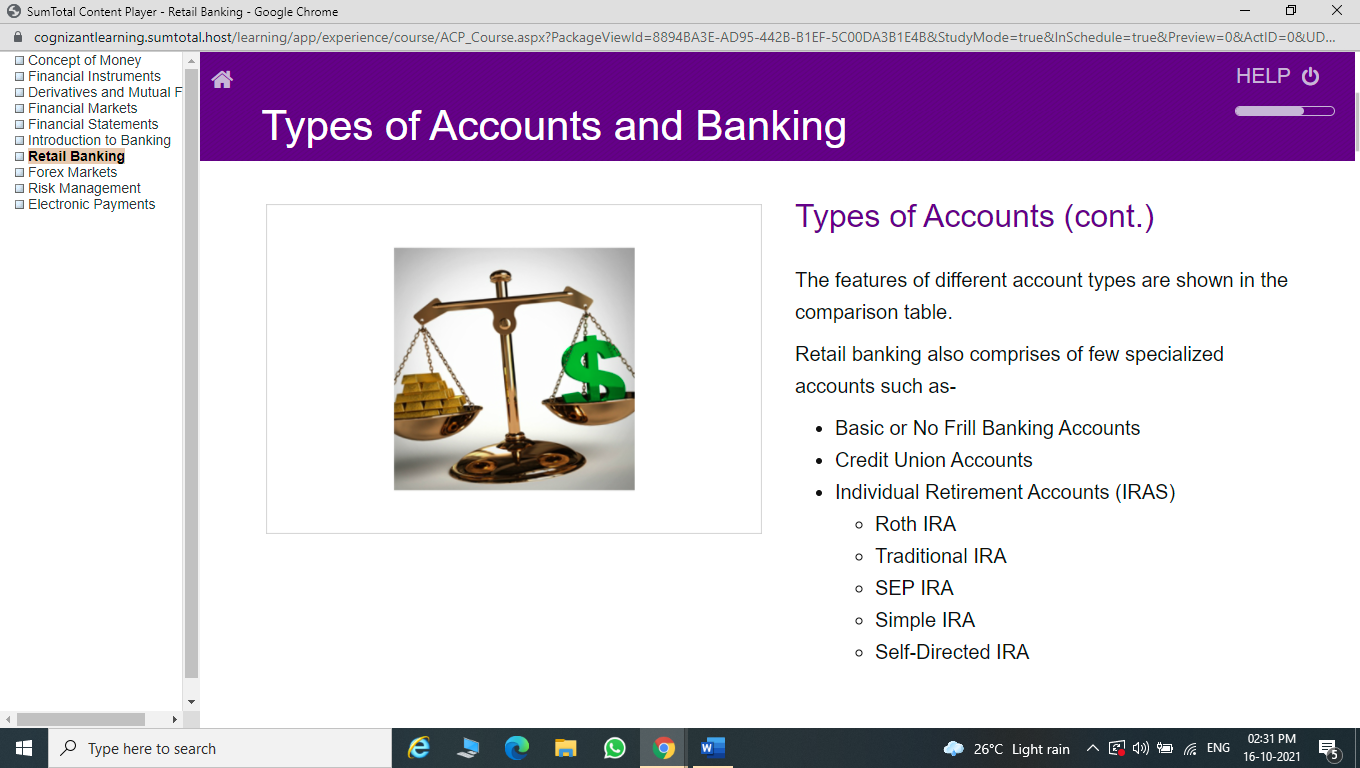 SumTotal Content Player - Retail Banking - Google Chrome
cognizantlearning.sumtotal.host/learning/app/experience/course/ACP_Course.aspx?PackageViewId=8894BA3E-AD95-442B-B1EF-5C00DA3B1E4B&StudyMode=true&InSchedule=true&Preview=0&ActID=0&UD...
Concept of Money
Financial Instruments
Derivatives and Mutual F
Financial Markets
Financial Statements
Introduction to Banking
Retail Banking
Forex Markets
Risk Management
Electronic Payments
HELP
Types of Accounts and Banking
Types of Accounts (cont.)
The features of different account types are shown in the
comparison table.
Retail banking also comprises of few specialized
accounts such as-
• Basic or No Frill Banking Accounts
• Credit Union Accounts
• Individual Retirement Accounts (IRAS)
◦ Roth IRA
◦ Traditional IRA
◦ SEP IRA
◦ Simple IRA
◦ Self-Directed IRA
Type here to search
26°C Light rain
ENG
02:31 PM
16-10-2021
5